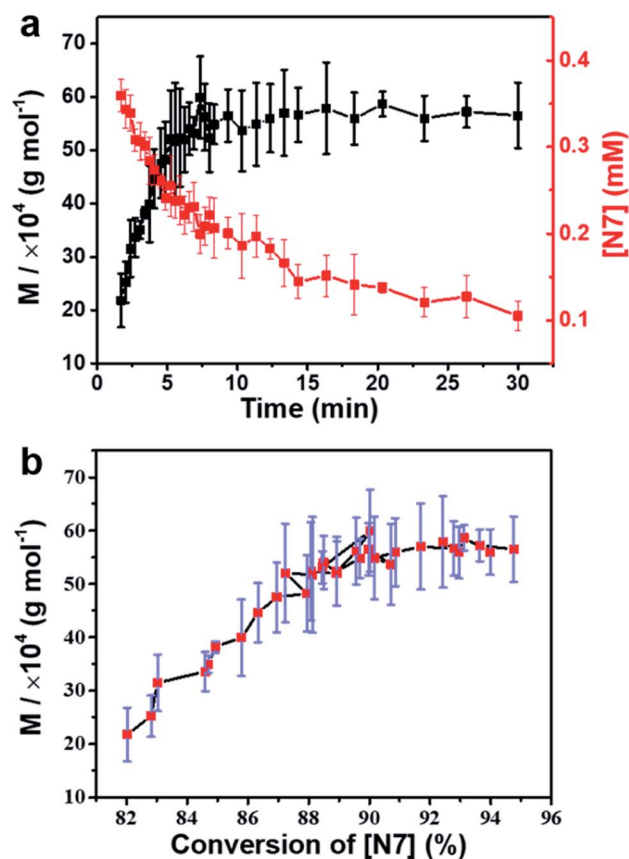 a
M / ×10⁴ (g mol⁻¹)
70
60
50
40
30
20
10
0.4
0.3
0.2
0.1
[N7] (mM)
0 5 10 15 20 25 30
Time (min)
b
M / ×10⁴ (g mol⁻¹)
70
60
50
40
30
20
10
82 84 86 88 90 92 94 96
Conversion of [N7] (%)